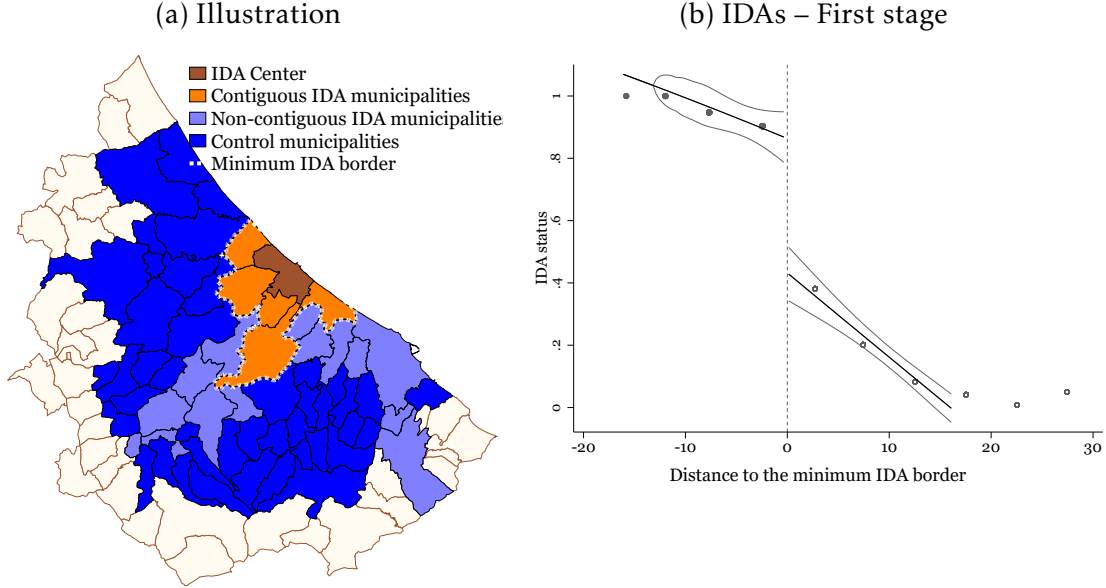 (a) Illustration
IDA Center
Contiguous IDA municipalities
Non-contiguous IDA municipalitie
Control municipalities
Minimum IDA border
(b) IDAs – First stage
IDA status
1
.8
.6
.4
.2
0
-20 -10 0 10 20 30
Distance to the minimum IDA border